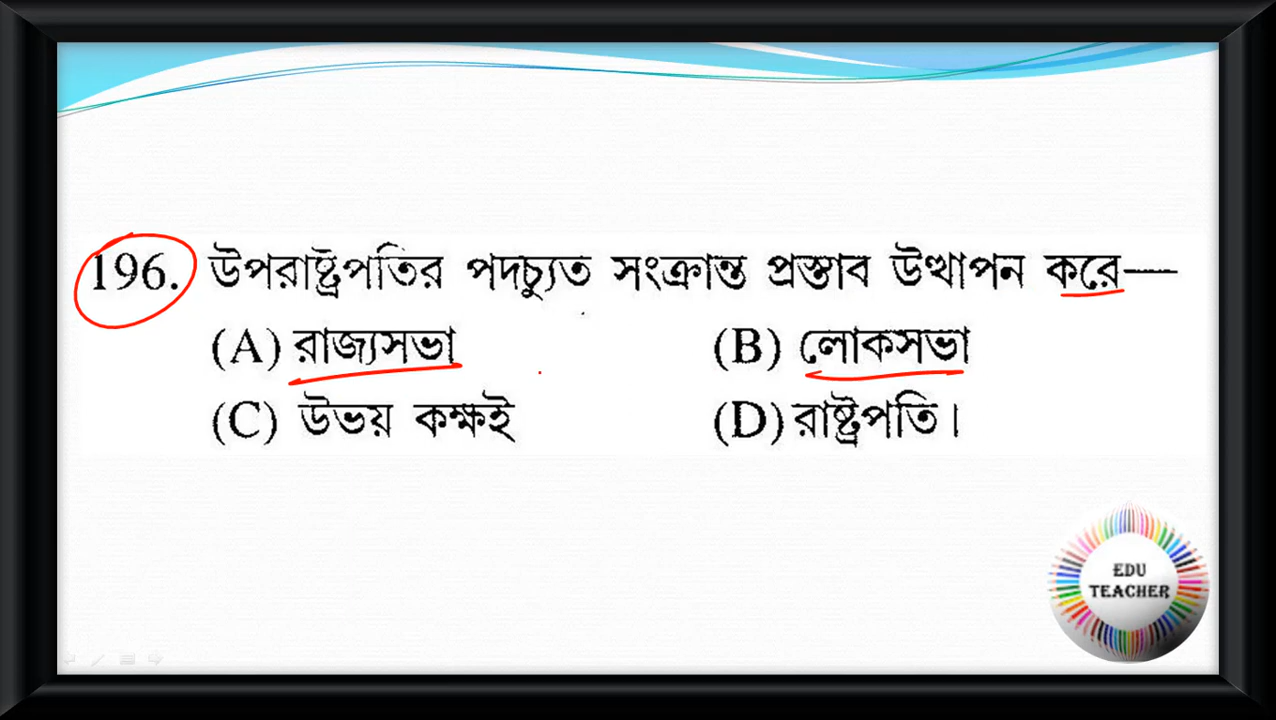 196. উপরাষ্ট্রপতির পদচ্যুত সংক্রান্ত প্রস্তাব উত্থাপন করে—
(A) রাজ্যসভা (B) লোকসভা
(C) উভয় কক্ষই (D) রাষ্ট্রপতি।
EDU
TEACHER